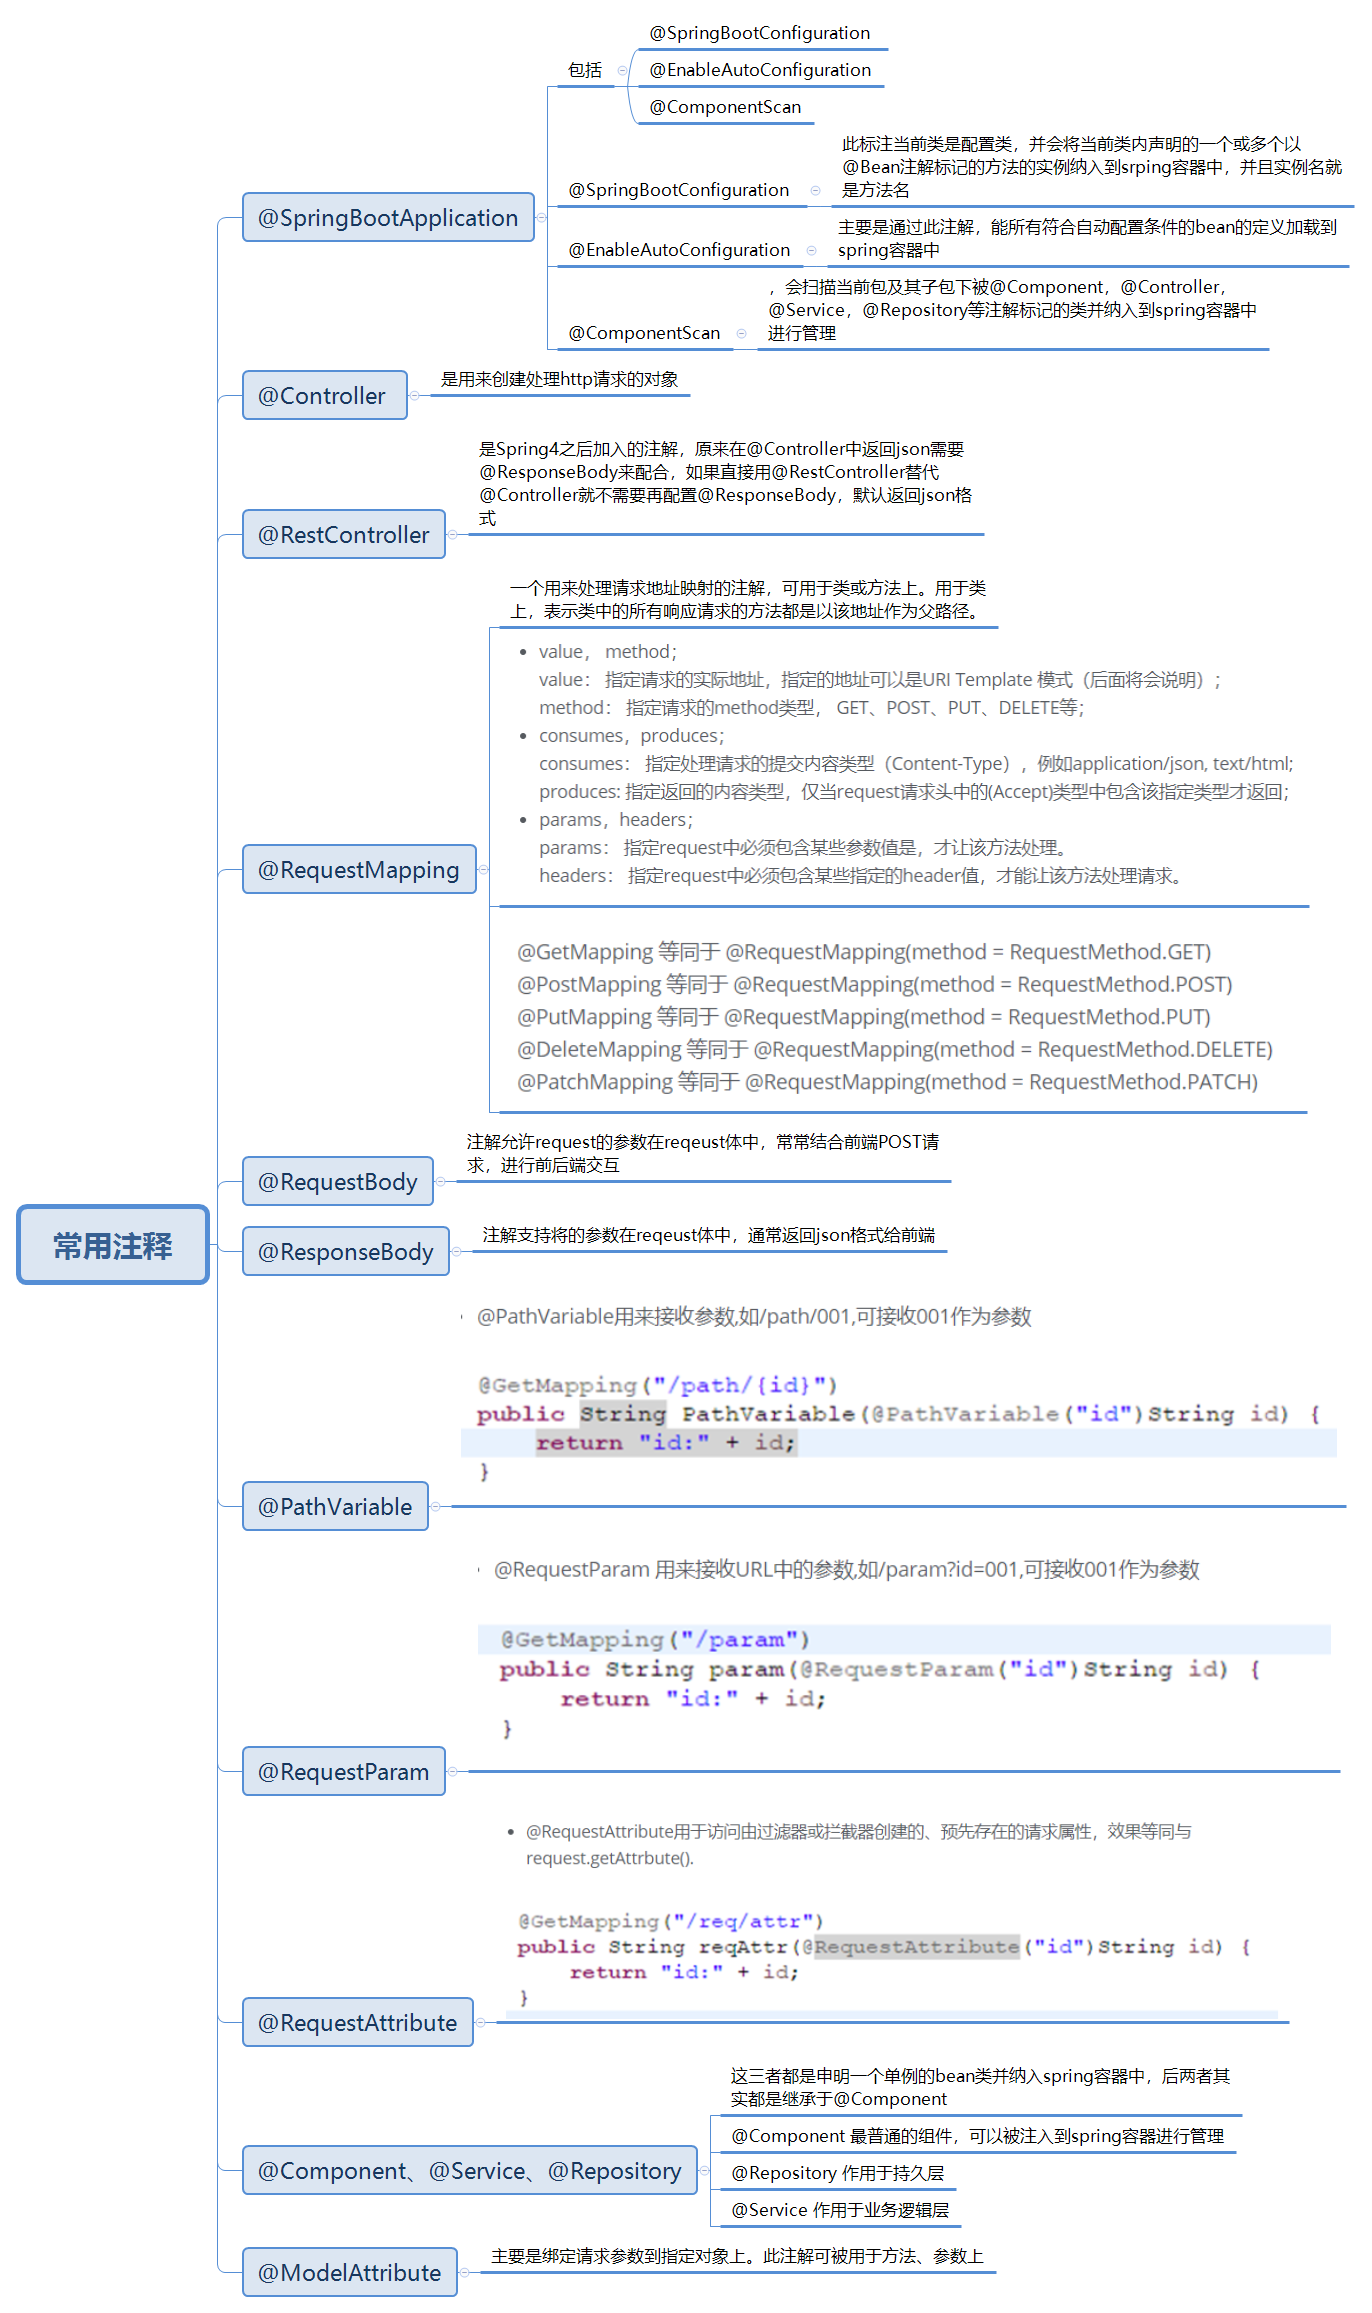 常用注释
@SpringBootApplication
包括
@SpringBootConfiguration
@EnableAutoConfiguration
@ComponentScan
@SpringBootConfiguration
此标注当前类是配置类，并会将当前类内声明的一个或多个以
@Bean注解标记的方法的实例纳入到srping容器中，并且实例名就
是方法名
@EnableAutoConfiguration
主要是通过此注解，能所有符合自动配置条件的bean的定义加载到
spring容器中
@ComponentScan
，会扫描当前包及其子包下被@Component，@Controller，
@Service，@Repository等注解标记的类并纳入到spring容器中
进行管理
@Controller
是用来创建处理http请求的对象
@RestController
是Spring4之后加入的注解，原来在@Controller中返回json需要
@ResponseBody来配合，如果直接用@RestController替代
@Controller就不需要再配置@ResponseBody，默认返回json格
式
@RequestMapping
一个用来处理请求地址映射的注解，可用于类或方法上。用于类
上，表示类中的所有响应请求的方法都是以该地址作为父路径。
• value， method；
value： 指定请求的实际地址，指定的地址可以是URI Template 模式（后面将会说明）；
method： 指定请求的method类型， GET、POST、PUT、DELETE等；
• consumes，produces；
consumes： 指定处理请求的提交内容类型（Content-Type），例如application/json, text/html;
produces: 指定返回的内容类型，仅当request请求头中的(Accept)类型中包含该指定类型才返回；
• params，headers；
params： 指定request中必须包含某些参数值是，才让该方法处理。
headers： 指定request中必须包含某些指定的header值，才能让该方法处理请求。
@GetMapping 等同于 @RequestMapping(method = RequestMethod.GET)
@PostMapping 等同于 @RequestMapping(method = RequestMethod.POST)
@PutMapping 等同于 @RequestMapping(method = RequestMethod.PUT)
@DeleteMapping 等同于 @RequestMapping(method = RequestMethod.DELETE)
@PatchMapping 等同于 @RequestMapping(method = RequestMethod.PATCH)
@RequestBody
注解允许request的参数在reqeust体中，常常结合前端POST请
求，进行前后端交互
@ResponseBody
注解支持将的参数在reqeust体中，通常返回json格式给前端
@PathVariable
@PathVariable用来接收参数,如/path/001,可接收001作为参数
@GetMapping("/path/{id}")
public String PathVariable(@PathVariable("id")String id) {
return "id:" + id;
}
@RequestParam
@RequestParam 用来接收URL中的参数,如/param?id=001,可接收001作为参数
@GetMapping("/param")
public String param(@RequestParam("id")String id) {
return "id:" + id;
}
@RequestAttribute
• @RequestAttribute用于访问由过滤器或拦截器创建的、预先存在的请求属性，效果等同与
request.getAttrbute().
@GetMapping("/req/attr")
public String reqAttr(@RequestAttribute("id")String id) {
return "id:" + id;
}
@Component、@Service、@Repository
这三者都是申明一个单例的bean类并纳入spring容器中，后两者其
实都是继承于@Component
@Component 最普通的组件，可以被注入到spring容器进行管理
@Repository 作用于持久层
@Service 作用于业务逻辑层
@ModelAttribute
主要是绑定请求参数到指定对象上。此注解可被用于方法、参数上